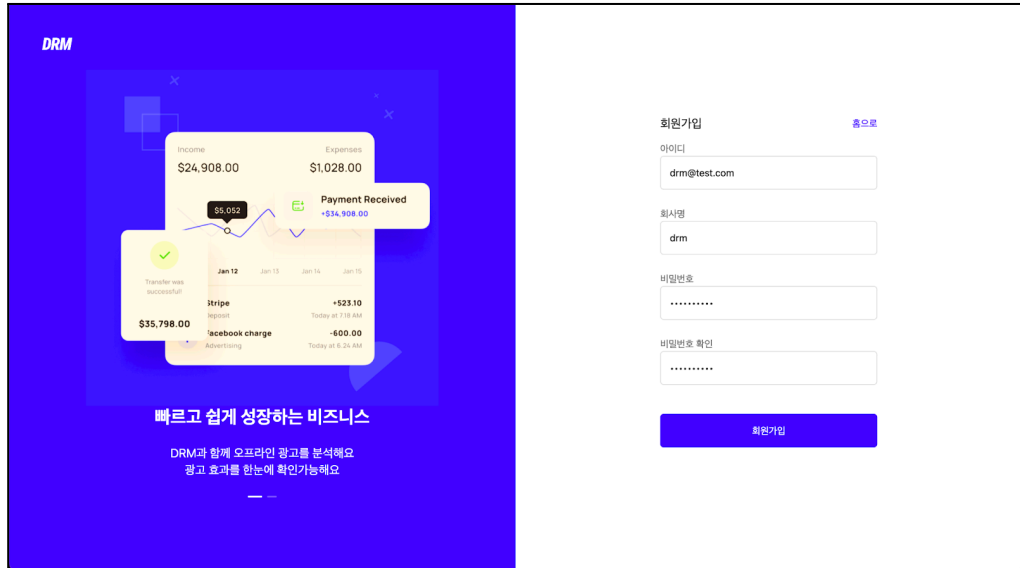 DRM
Income
Expenses
$24,908.00
$1,028.00
Payment Received
+$34,908.00
$5,052
Jan 12
Jan 13
Jan 14
Jan 15
Transfer was
successful!
$35,798.00
Stripe
+523.10
Deposit
Today at 7.18 AM
Facebook charge
-600.00
Advertising
Today at 6.24 AM
빠르고 쉽게 성장하는 비즈니스
DRM과 함께 오프라인 광고를 분석해요
광고 효과를 한눈에 확인가능해요
회원가입
홈으로
아이디
drm@test.com
회사명
drm
비밀번호
••••••••••
비밀번호 확인
••••••••••
회원가입